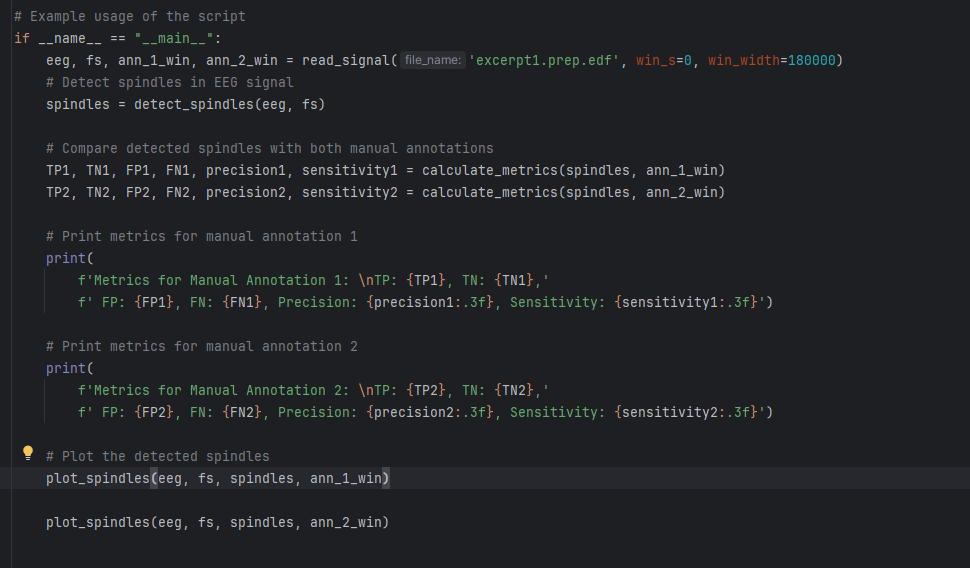 # Example usage of the script
if __name__ == "__main__":
    eeg, fs, ann_1_win, ann_2_win = read_signal( file_name: 'excerpt1.prep.edf', win_s=0, win_width=180000)
    # Detect spindles in EEG signal
    spindles = detect_spindles(eeg, fs)
    # Compare detected spindles with both manual annotations
    TP1, TN1, FP1, FN1, precision1, sensitivity1 = calculate_metrics(spindles, ann_1_win)
    TP2, TN2, FP2, FN2, precision2, sensitivity2 = calculate_metrics(spindles, ann_2_win)
    # Print metrics for manual annotation 1
    print(
        f'Metrics for Manual Annotation 1: \nTP: {TP1}, TN: {TN1},'
        f' FP: {FP1}, FN: {FN1}, Precision: {precision1:.3f}, Sensitivity: {sensitivity1:.3f}')
    # Print metrics for manual annotation 2
    print(
        f'Metrics for Manual Annotation 2: \nTP: {TP2}, TN: {TN2},'
        f' FP: {FP2}, FN: {FN2}, Precision: {precision2:.3f}, Sensitivity: {sensitivity2:.3f}')
    # Plot the detected spindles
    plot_spindles(eeg, fs, spindles, ann_1_win)
    plot_spindles(eeg, fs, spindles, ann_2_win)